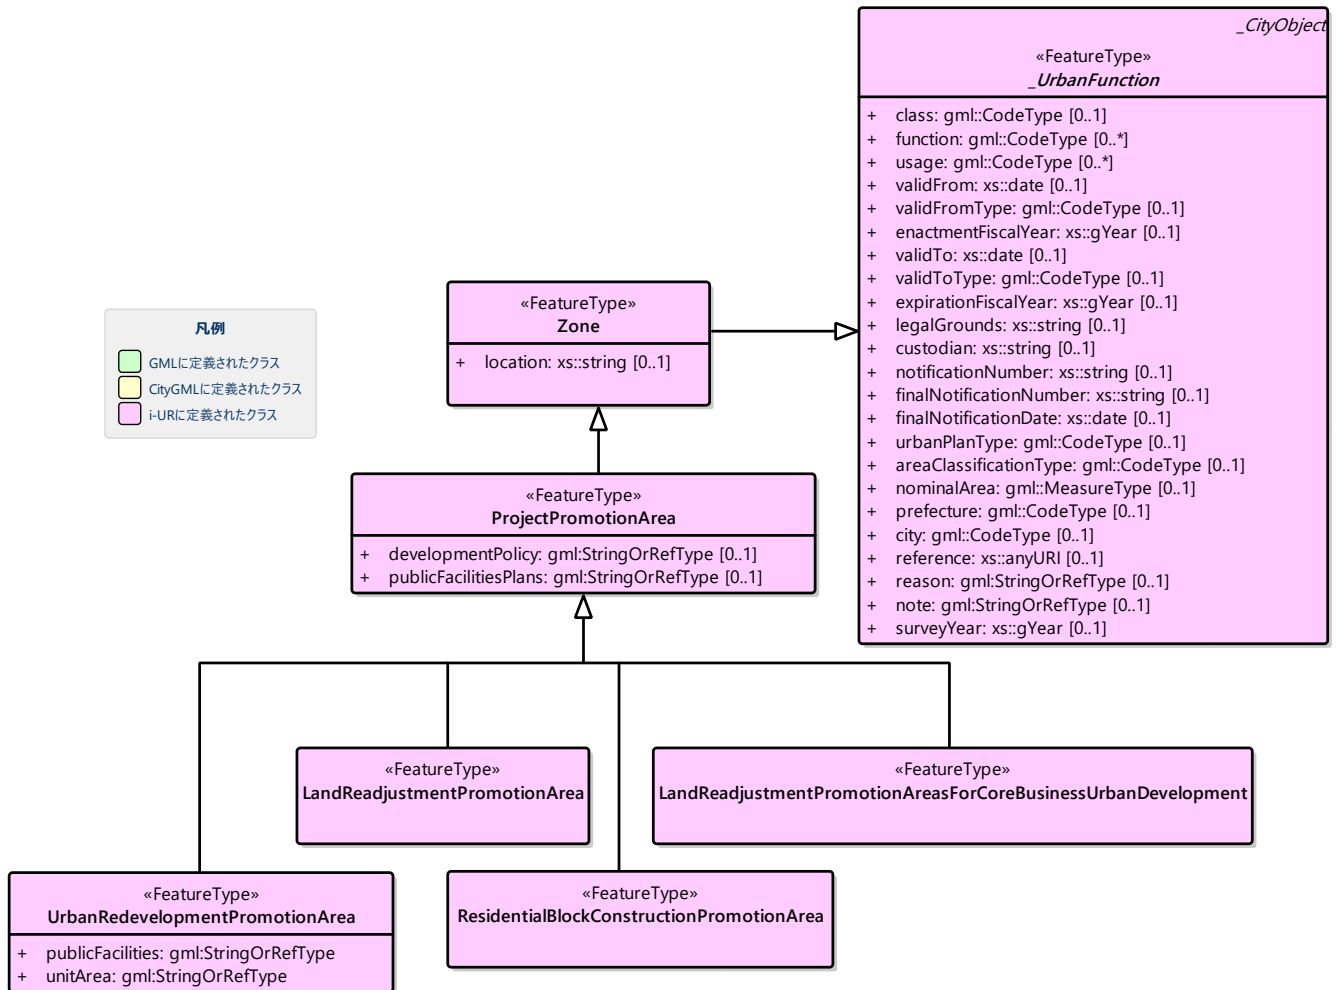 _CityObject
«FeatureType»
_UrbanFunction
+ class: gml::CodeType [0..1]
+ function: gml::CodeType [0..*]
+ usage: gml::CodeType [0..*]
+ validFrom: xs::date [0..1]
+ validFromType: gml::CodeType [0..1]
+ enactmentFiscalYear: xs::gYear [0..1]
+ validTo: xs::date [0..1]
+ validToType: gml::CodeType [0..1]
+ expirationFiscalYear: xs::gYear [0..1]
+ legalGrounds: xs::string [0..1]
+ custodian: xs::string [0..1]
+ notificationNumber: xs::string [0..1]
+ finalNotificationNumber: xs::string [0..1]
+ finalNotificationDate: xs::date [0..1]
+ urbanPlanType: gml::CodeType [0..1]
+ areaClassificationType: gml::CodeType [0..1]
+ nominalArea: gml::MeasureType [0..1]
+ prefecture: gml::CodeType [0..1]
+ city: gml::CodeType [0..1]
+ reference: xs::anyURI [0..1]
+ reason: gml:StringOrRefType [0..1]
+ note: gml:StringOrRefType [0..1]
+ surveyYear: xs::gYear [0..1]
«FeatureType»
Zone
+ location: xs::string [0..1]
凡例
GMLに定義されたクラス
CityGMLに定義されたクラス
i-URに定義されたクラス
«FeatureType»
ProjectPromotionArea
+ developmentPolicy: gml:StringOrRefType [0..1]
+ publicFacilitiesPlans: gml:StringOrRefType [0..1]
«FeatureType»
LandReadjustmentPromotionArea
«FeatureType»
LandReadjustmentPromotionAreasForCoreBusinessUrbanDevelopment
«FeatureType»
UrbanRedevelopmentPromotionArea
+ publicFacilities: gml:StringOrRefType
+ unitArea: gml:StringOrRefType
«FeatureType»
ResidentialBlockConstructionPromotionArea